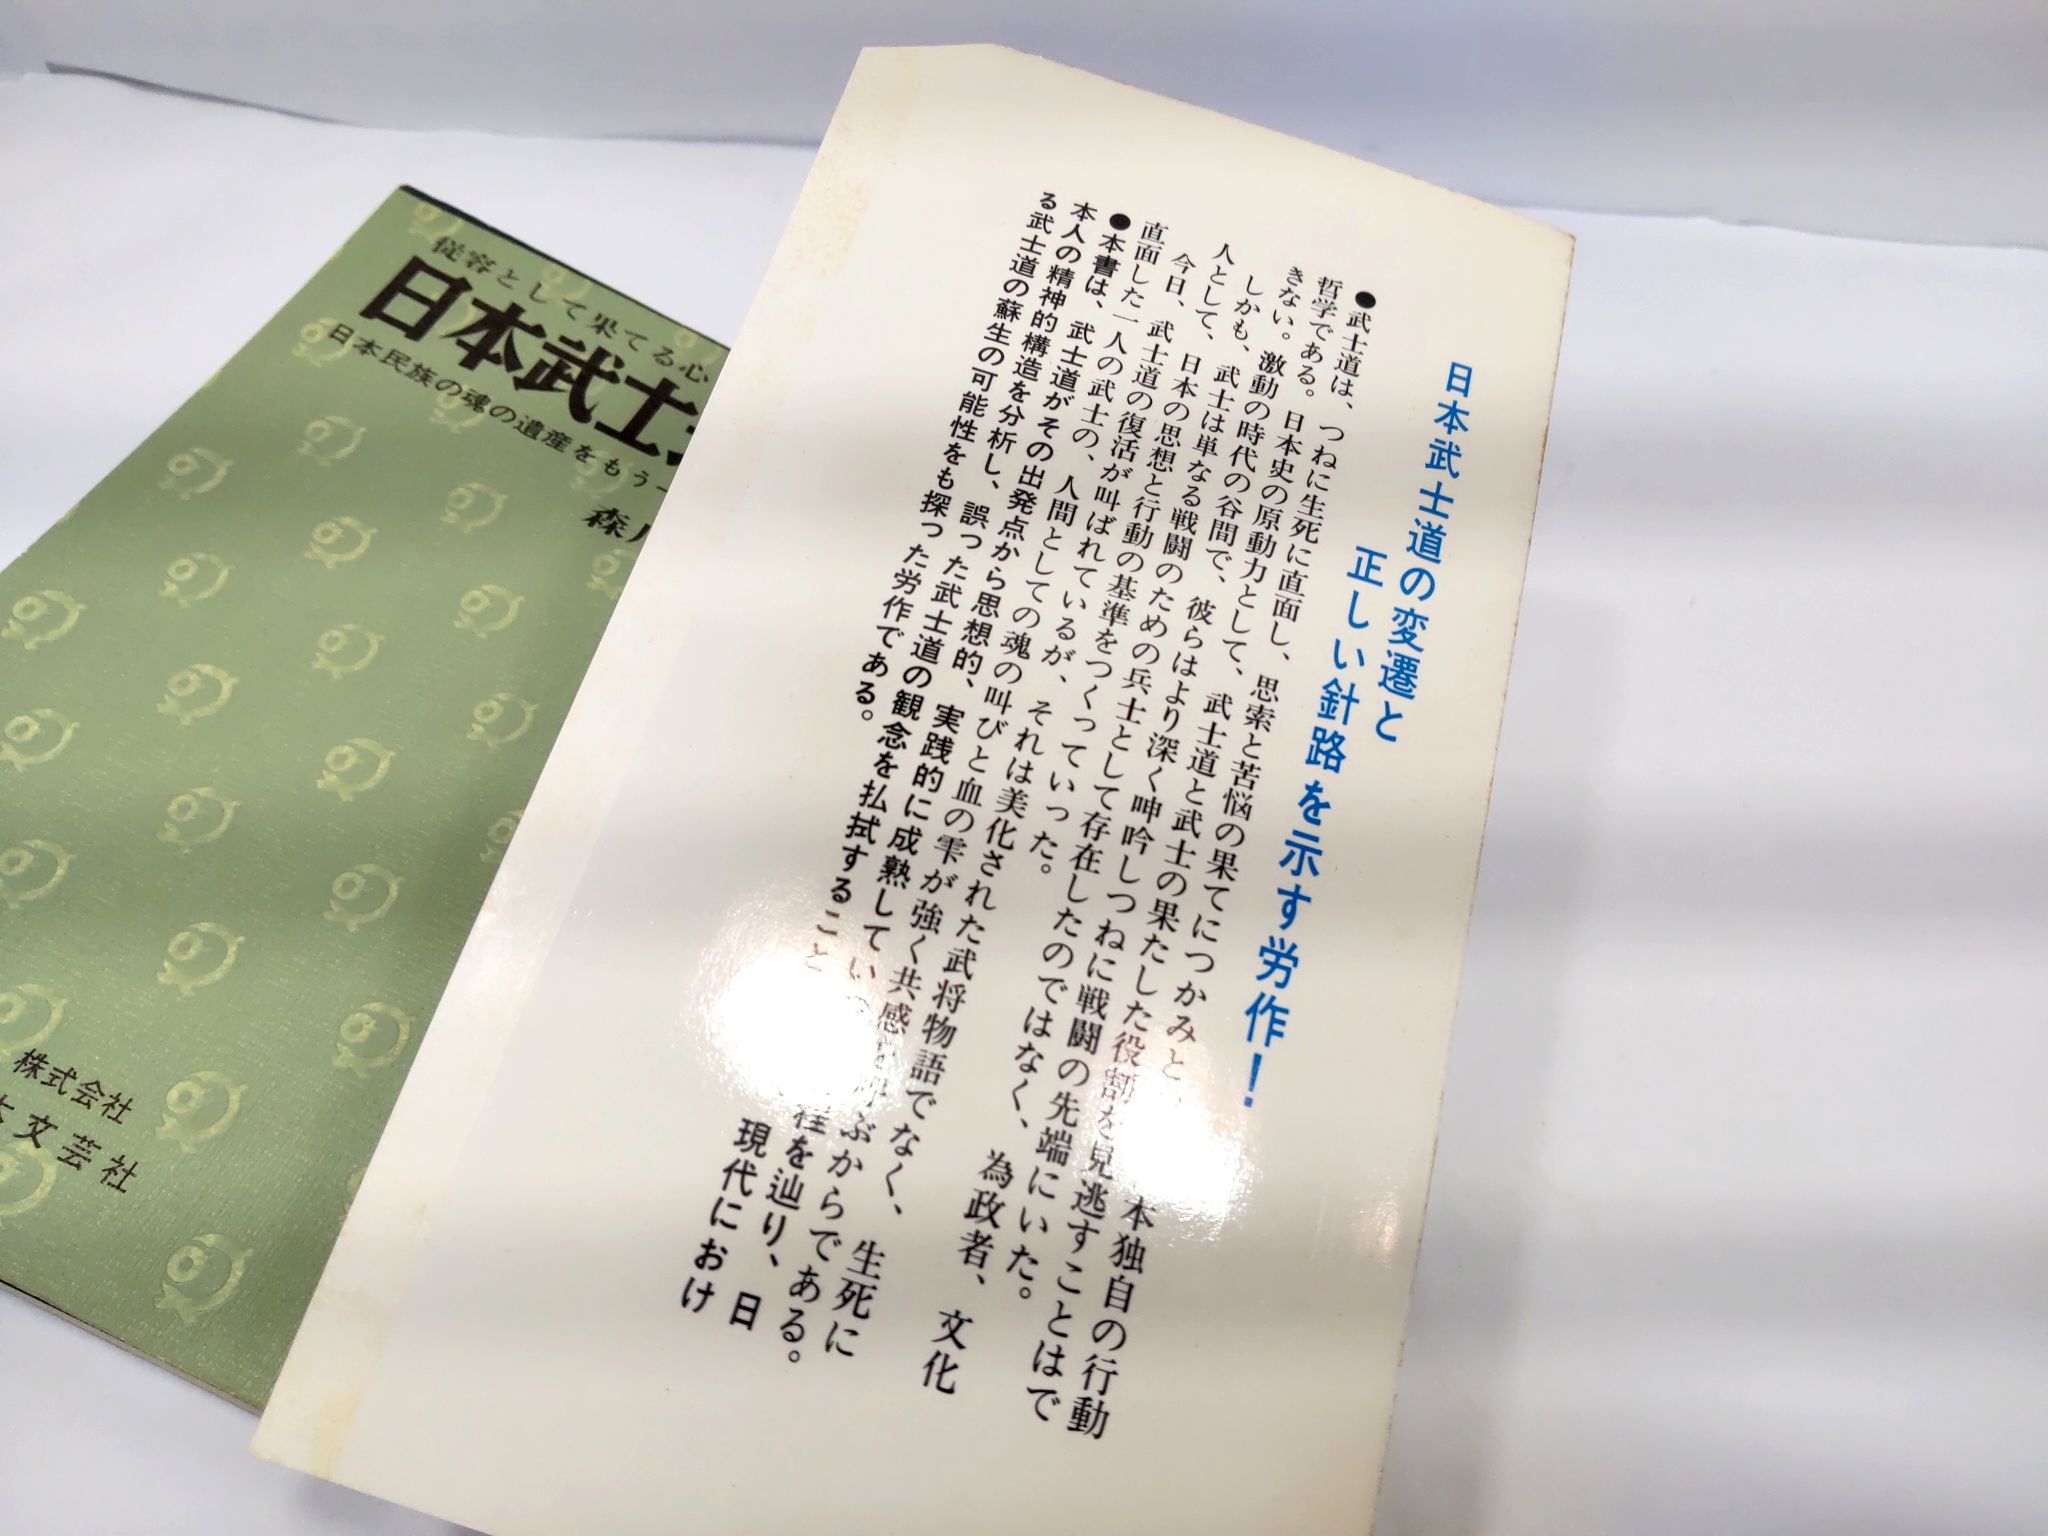 日本武士道の変遷と
正しい針路を示す労作！
●武士道は、つねに生死に直面し、思索と苦悩の果てにつかみと
本独自の行動
哲学である。日本史の原動力として、武士道と武士の果たした役割を見逃すことはで
きない。激動の時代の谷間で、彼らはより深く呻吟しつねに戦闘の先端にいた。
しかも、武士は単なる戦闘のための兵士として存在したのではなく、為政者、文化
人として、日本の思想と行動の基準をつくっていった。
今日、武士道の復活が叫ばれているが、それは美化された武将物語でなく、生死に
直面した一人の武士の、人間としての魂の叫びと血の雫が強く共感
ぶからである。
●本書は、武士道がその出発点から思想的、実践的に成熟してい
程を辿り、日
本人の精神的構造を分析し、誤った武士道の観念を払拭すること
現代におけ
る武士道の蘇生の可能性をも探つた労作である。
従容として果てる心
日本武士
日本民族の魂の遺産をもう一
森
株式会社
文芸社